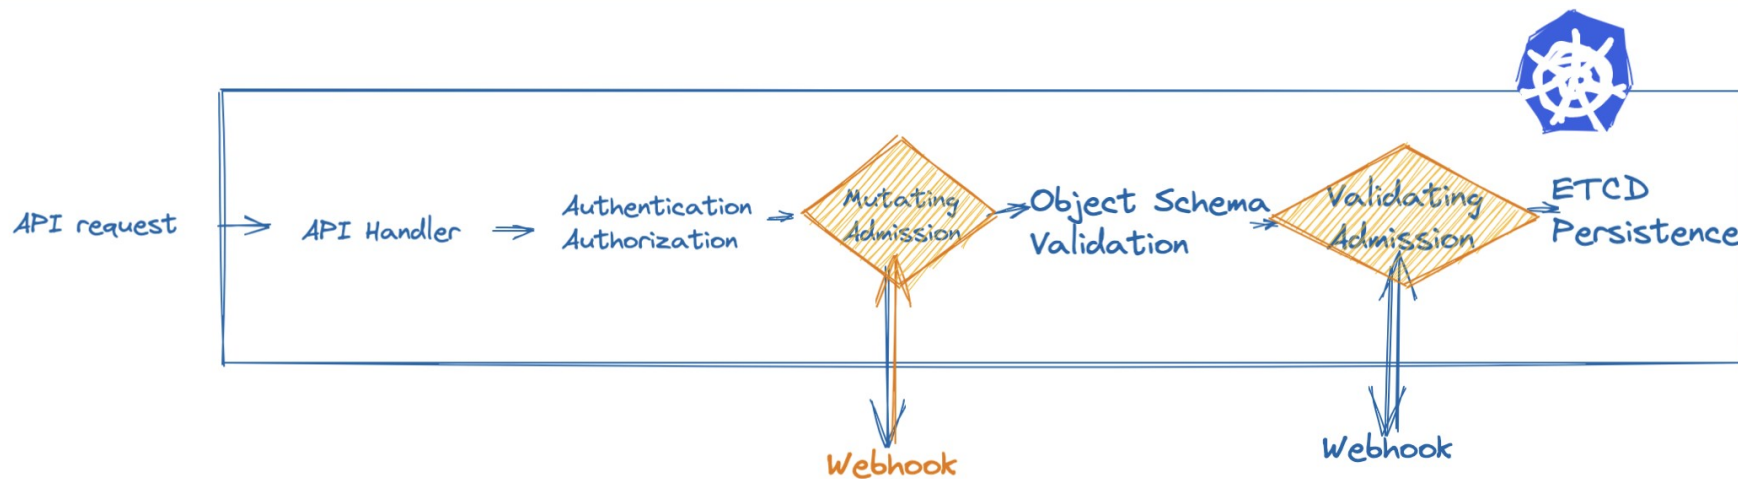 API request
API Handler
Authentication
Authorization
Mutating
Admission
Object Schema
Validation
Validating
Admission
ETCD
Persistence
Webhook
Webhook